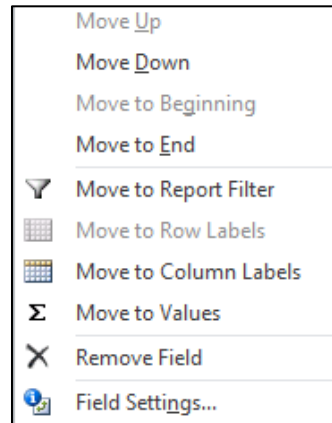 Move Up
Move Down
Move to Beginning
Move to End
Move to Report Filter
Move to Row Labels
Move to Column Labels
Σ Move to Values
Remove Field
Field Settings...